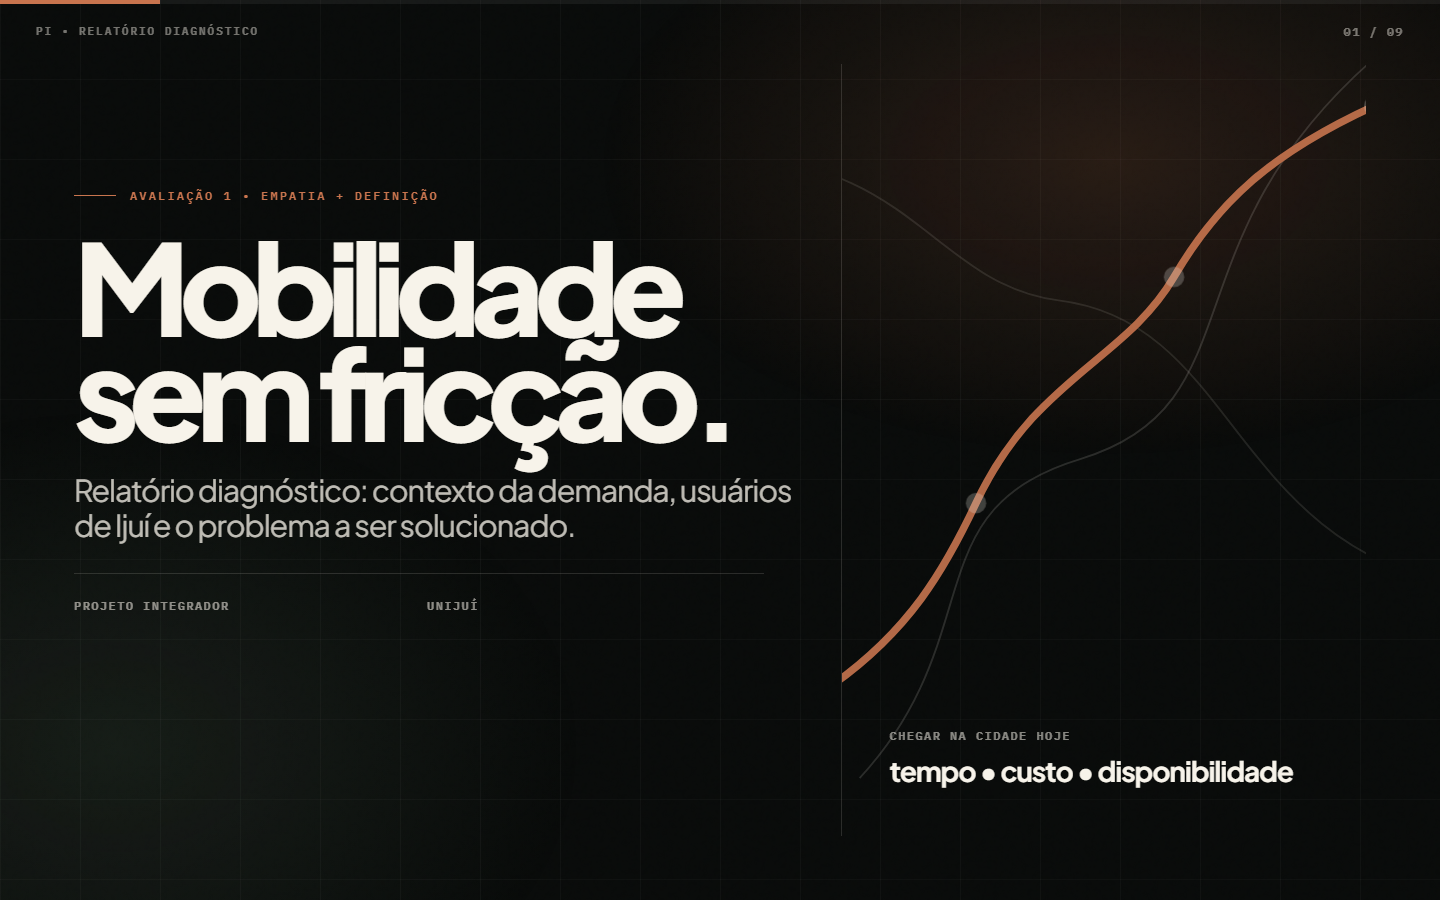 PI • RELATÓRIO DIAGNÓSTICO
01 / 09
AVALIAÇÃO 1 • EMPATIA + DEFINIÇÃO
Mobilidade
sem fricção.
Relatório diagnóstico: contexto da demanda, usuários
de Ijuí e o problema a ser solucionado.
PROJETO INTEGRADOR
UNIJUÍ
CHEGAR NA CIDADE HOJE
tempo • custo • disponibilidade